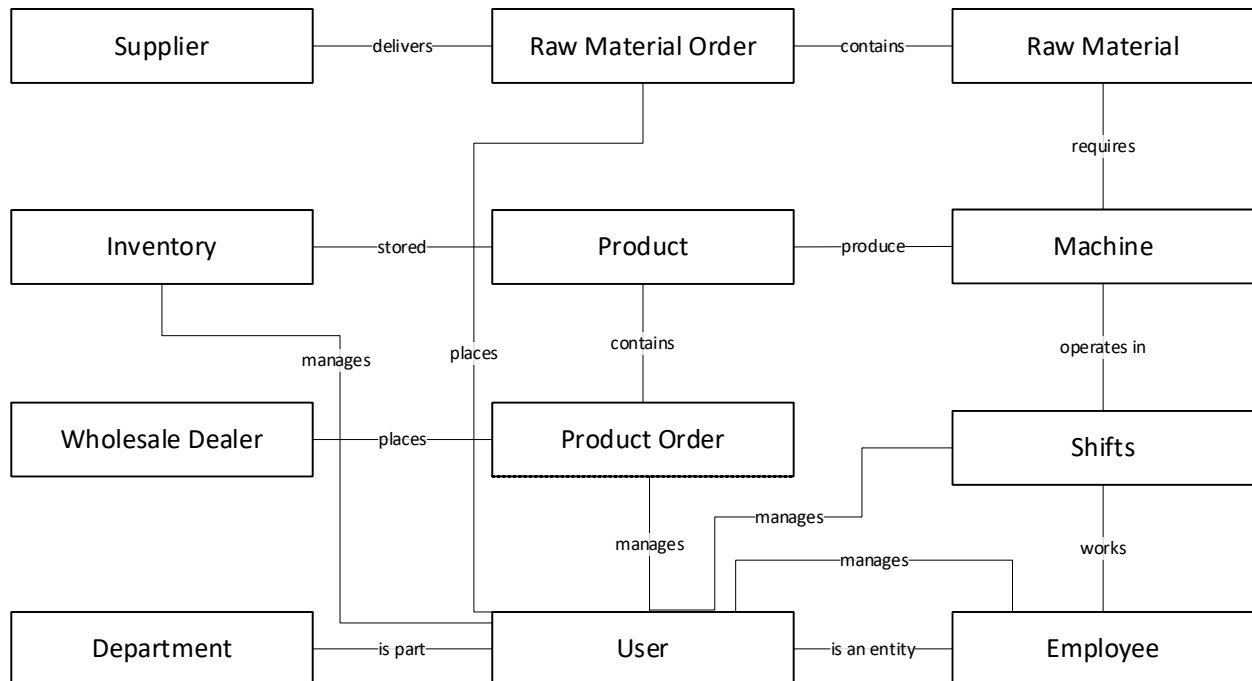 Supplier
delivers
Raw Material Order
contains
Raw Material
requires
Inventory
stored
Product
produce
Machine
manages
places
contains
operates in
Wholesale Dealer
places
Product Order
Shifts
manages
manages
works
manages
Department
is part
User
is an entity
Employee